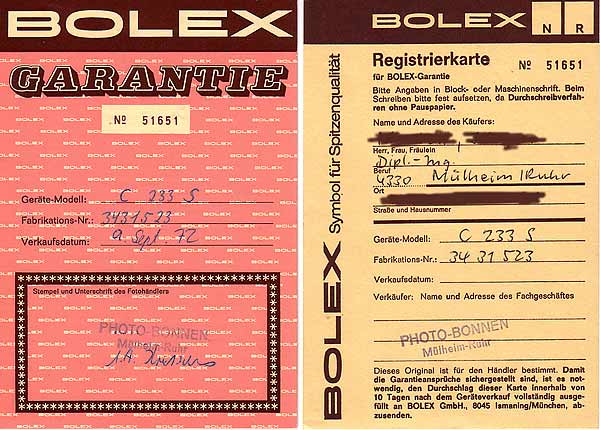 BOLEX
GARANTIE
Nº 51651
Geräte-Modell: C 233 S
Fabrikations-Nr.: 3431523
Verkaufsdatum: 9 Sept 72
Stempel und Unterschrift des Fotohändlers
PHOTO-BONNEN
Mülheim-Ruhr
BOLEX
N R
BOLEX Symbol für Spitzenqualität
Registrierkarte Nº 51651
für BOLEX-Garantie
Bitte Angaben in Block- oder Maschinenschrift. Beim
Schreiben bitte fest aufsetzen, da Durchschreibverfah-
ren ohne Pauspapier.
Name und Adresse des Käufers:
Herr, Frau, Fräulein
Dipl.-Ing.
Beruf
4330 Mülheim/Ruhr
Ort
Straße und Hausnummer
Geräte-Modell: C 233 S
Fabrikations-Nr.: 3431523
Verkaufsdatum:
Verkäufer: Name und Adresse des Fachgeschäftes
PHOTO-BONNEN
Mülheim-Ruhr
Dieses Original ist für den Händler bestimmt. Damit
die Garantieansprüche sichergestellt sind, ist es not-
wendig, den Durchschlag dieser Karte innerhalb von
10 Tagen nach dem Geräteverkauf vollständig ausge-
füllt an BOLEX GmbH., 8045 Ismaning/München, ab-
zusenden.